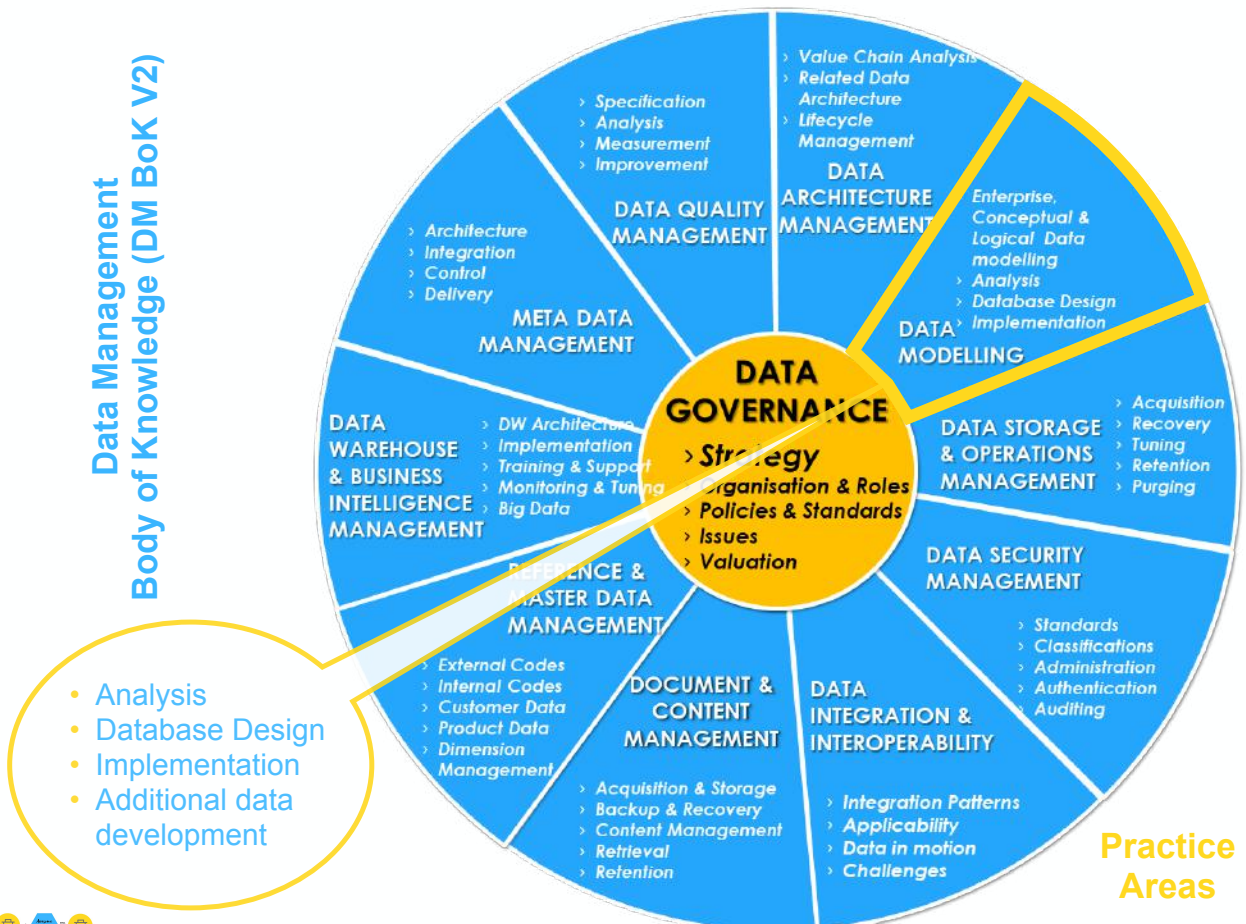 Data Management
Body of Knowledge (DM BoK V2)
› Value Chain Analysis
› Related Data
Architecture
› Lifecycle
Management
DATA
ARCHITECTURE
MANAGEMENT
Enterprise,
Conceptual &
Logical Data
modelling
› Analysis
› Database Design
› Implementation
DATA
MODELLING
› Acquisition
› Recovery
› Tuning
› Retention
› Purging
DATA STORAGE
& OPERATIONS
MANAGEMENT
DATA SECURITY
MANAGEMENT
› Standards
› Classifications
› Administration
› Authentication
› Auditing
DATA
INTEGRATION &
INTEROPERABILITY
› Integration Patterns
› Applicability
› Data in motion
› Challenges
DOCUMENT &
CONTENT
MANAGEMENT
› Acquisition & Storage
› Backup & Recovery
› Content Management
› Retrieval
› Retention
REFERENCE &
MASTER DATA
MANAGEMENT
› External Codes
› Internal Codes
› Customer Data
› Product Data
› Dimension
Management
DATA
WAREHOUSE
& BUSINESS
INTELLIGENCE
MANAGEMENT
› DW Architecture
› Implementation
› Training & Support
› Monitoring & Tuning
› Big Data
› Architecture
› Integration
› Control
› Delivery
META DATA
MANAGEMENT
› Specification
› Analysis
› Measurement
› Improvement
DATA QUALITY
MANAGEMENT
DATA
GOVERNANCE
› Strategy
› Organisation & Roles
› Policies & Standards
› Issues
› Valuation
• Analysis
• Database Design
• Implementation
• Additional data
development
Practice
Areas